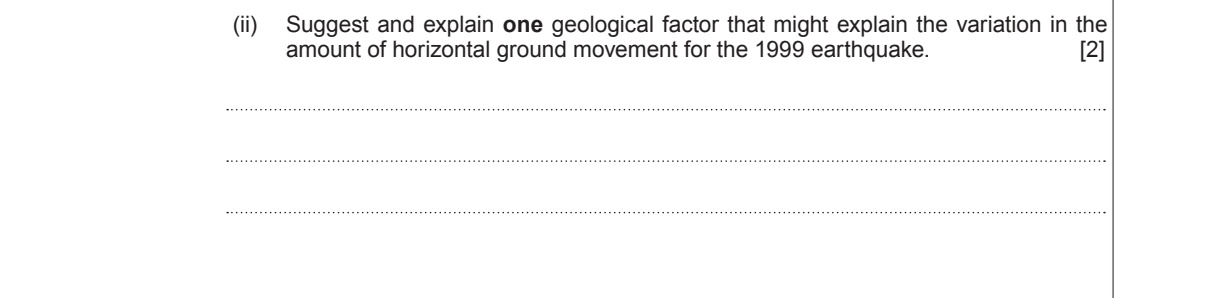 (ii) Suggest and explain one geological factor that might explain the variation in the
amount of horizontal ground movement for the 1999 earthquake. [2]